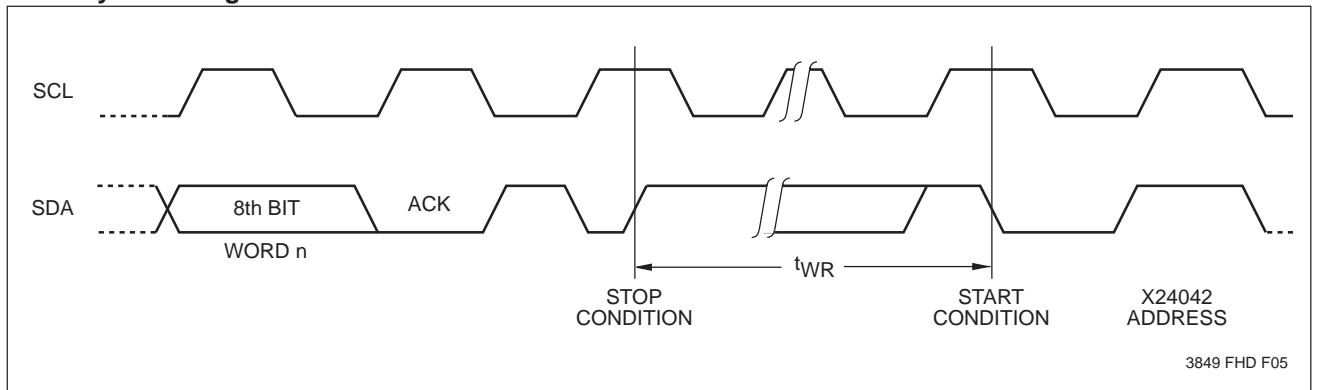 SCL
SDA
8th BIT
ACK
WORD n
tWR
STOP
CONDITION
START
CONDITION
X24042
ADDRESS
3849 FHD F05